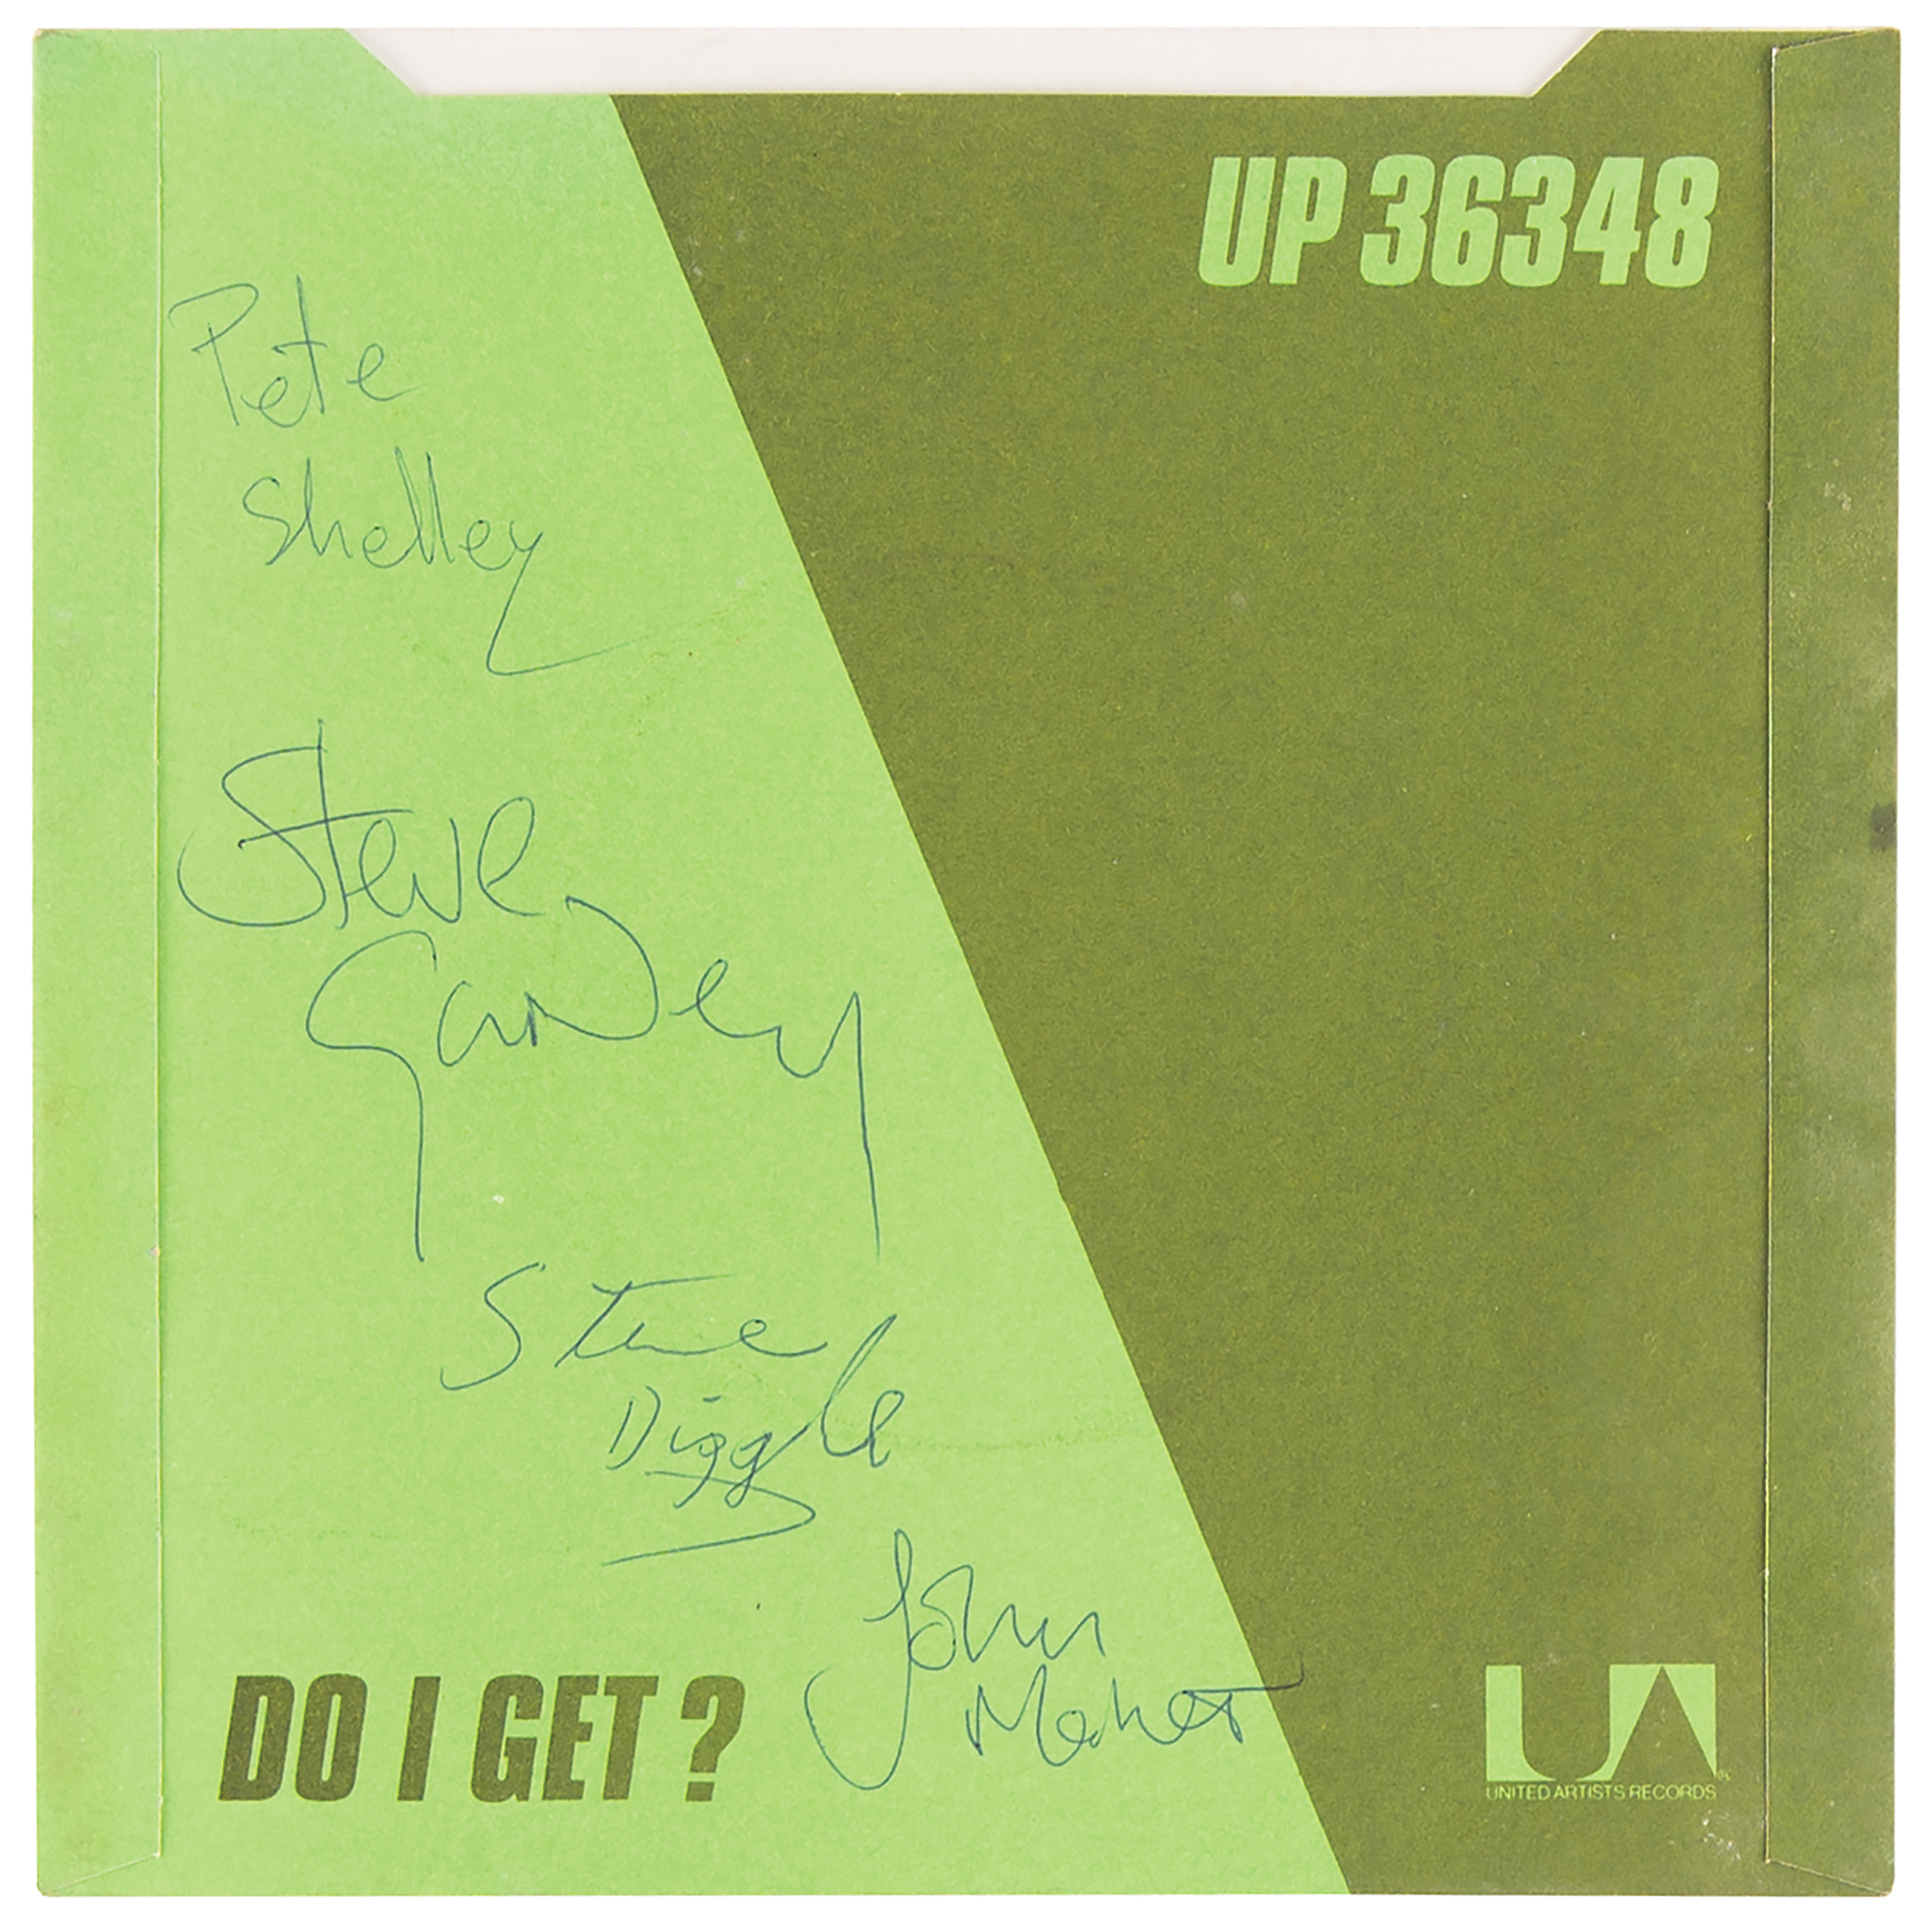 UP 36348
Pete
Shelley
Steve
Garvey
Steve
Diggle
John
Maher
DO I GET ?
UA
UNITED ARTISTS RECORDS